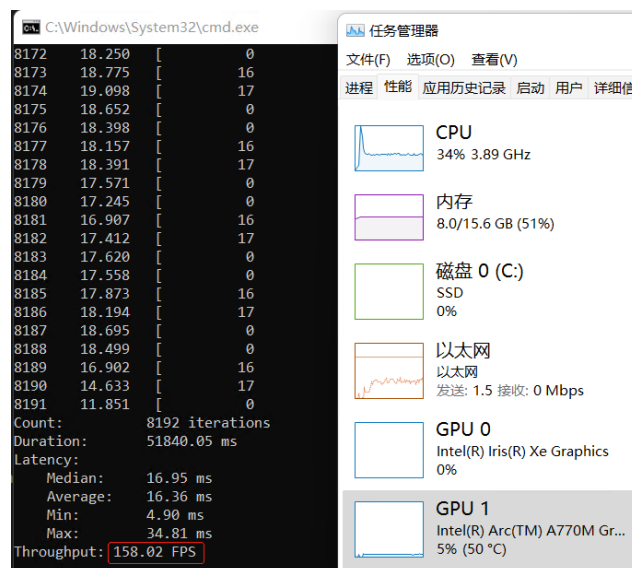 C:\Windows\System32\cmd.exe
8172 18.250 [ 0
8173 18.775 [ 16
8174 19.098 [ 17
8175 18.652 [ 0
8176 18.398 [ 0
8177 18.157 [ 16
8178 18.391 [ 17
8179 17.571 [ 0
8180 17.245 [ 0
8181 16.907 [ 16
8182 17.412 [ 17
8183 17.620 [ 0
8184 17.558 [ 0
8185 17.873 [ 16
8186 18.194 [ 17
8187 18.695 [ 0
8188 18.499 [ 0
8189 16.902 [ 16
8190 14.633 [ 17
8191 11.851 [ 0
Count: 8192 iterations
Duration: 51840.05 ms
Latency:
Median: 16.95 ms
Average: 16.36 ms
Min: 4.90 ms
Max: 34.81 ms
Throughput: 158.02 FPS
任务管理器
文件(F) 选项(O) 查看(V)
进程 性能 应用历史记录 启动 用户 详细信
CPU
34% 3.89 GHz
内存
8.0/15.6 GB (51%)
磁盘 0 (C:)
SSD
0%
以太网
以太网
发送: 1.5 接收: 0 Mbps
GPU 0
Intel(R) Iris(R) Xe Graphics
0%
GPU 1
Intel(R) Arc(TM) A770M Gr...
5% (50 °C)